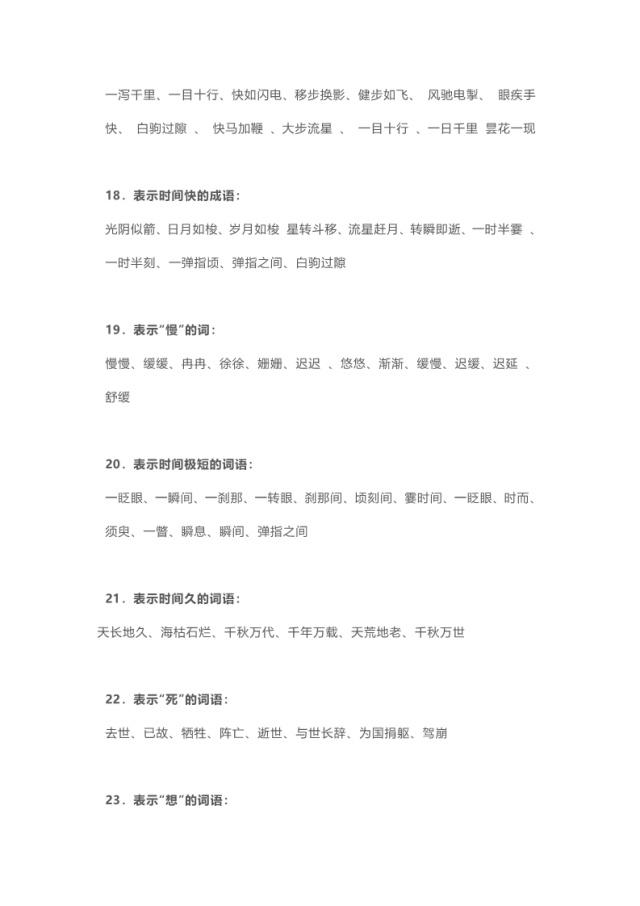 一泻千里、一目十行、快如闪电、移步换影、健步如飞、 风驰电掣、 眼疾手
快、 白驹过隙 、 快马加鞭 、大步流星 、 一目十行 、一日千里 昙花一现
18．表示时间快的成语：
光阴似箭、日月如梭、岁月如梭 星转斗移、流星赶月、转瞬即逝、一时半霎 、
一时半刻、一弹指顷、弹指之间、白驹过隙
19．表示“慢”的词：
慢慢、缓缓、冉冉、徐徐、姗姗、迟迟 、悠悠、渐渐、缓慢、迟缓、迟延 、
舒缓
20．表示时间极短的词语：
一眨眼、一瞬间、一刹那、一转眼、刹那间、顷刻间、霎时间、一眨眼、时而、
须臾、一瞥、瞬息、瞬间、弹指之间
21．表示时间久的词语：
天长地久、海枯石烂、千秋万代、千年万载、天荒地老、千秋万世
22．表示“死”的词语：
去世、已故、牺牲、阵亡、逝世、与世长辞、为国捐躯、驾崩
23．表示“想”的词语：